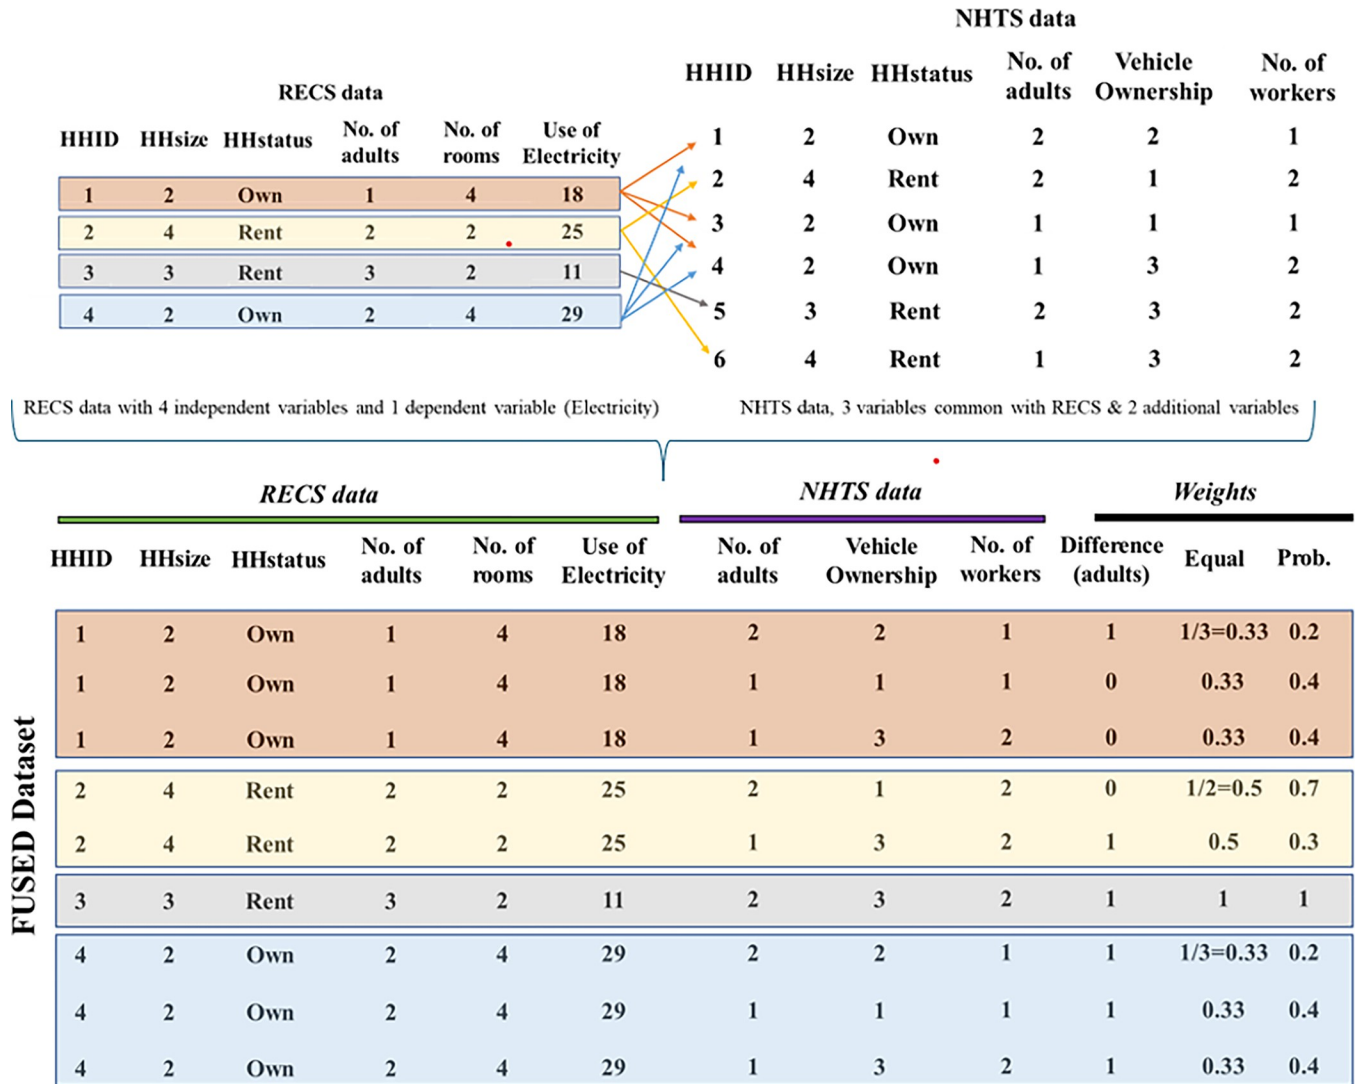 NHTS data
HHID HHsize HHstatus No. of adults Vehicle Ownership No. of workers
1 2 Own 2 2 1
2 4 Rent 2 1 2
3 2 Own 1 1 1
4 2 Own 1 3 2
5 3 Rent 2 3 2
6 4 Rent 1 3 2
RECS data
HHID HHsize HHstatus No. of adults No. of rooms Use of Electricity
1 2 Own 1 4 18
2 4 Rent 2 2 25
3 3 Rent 3 2 11
4 2 Own 2 4 29
RECS data with 4 independent variables and 1 dependent variable (Electricity)
NHTS data, 3 variables common with RECS & 2 additional variables
RECS data NHTS data Weights
HHID HHsize HHstatus No. of adults No. of rooms Use of Electricity No. of adults Vehicle Ownership No. of workers Difference (adults) Equal Prob.
FUSED Dataset
1 2 Own 1 4 18 2 2 1 1 1/3=0.33 0.2
1 2 Own 1 4 18 1 1 1 0 0.33 0.4
1 2 Own 1 4 18 1 3 2 0 0.33 0.4
2 4 Rent 2 2 25 2 1 2 0 1/2=0.5 0.7
2 4 Rent 2 2 25 1 3 2 1 0.5 0.3
3 3 Rent 3 2 11 2 3 2 1 1 1
4 2 Own 2 4 29 2 2 1 1 1/3=0.33 0.2
4 2 Own 2 4 29 1 1 1 1 0.33 0.4
4 2 Own 2 4 29 1 3 2 1 0.33 0.4